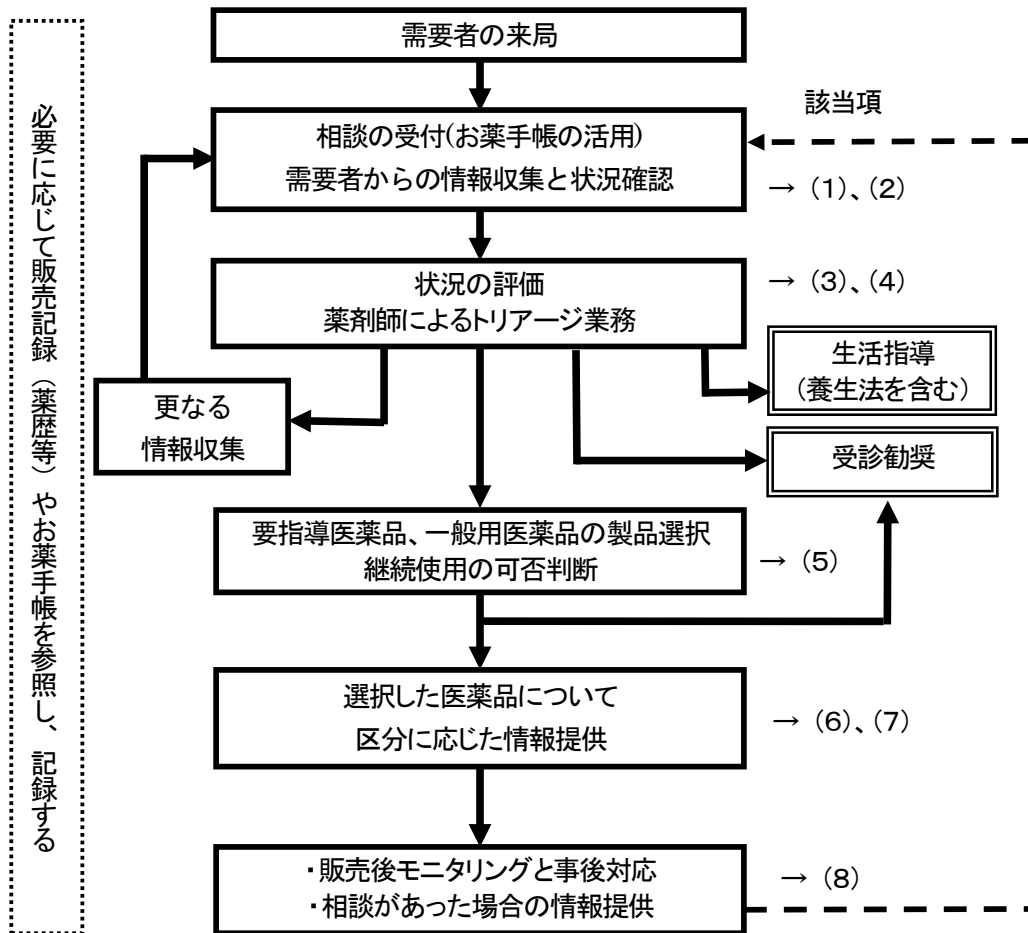 需要者の来局
該当項
相談の受付(お薬手帳の活用)
需要者からの情報収集と状況確認
→ (1)、(2)
状況の評価
薬剤師によるトリアージ業務
→ (3)、(4)
生活指導
(養生法を含む)
更なる
情報収集
受診勧奨
要指導医薬品、一般用医薬品の製品選択
継続使用の可否判断
→ (5)
選択した医薬品について
区分に応じた情報提供
→ (6)、(7)
・販売後モニタリングと事後対応
・相談があった場合の情報提供
→ (8)
必要に応じて販売記録（薬歴等）やお薬手帳を参照し、記録する